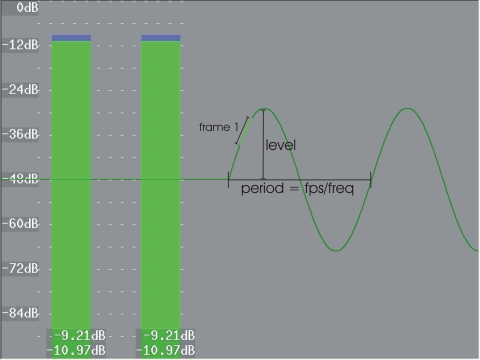 0dB
-12dB
-24dB
-36dB
-48dB
-60dB
-72dB
-84dB
frame 1
level
period = fps/freq
-9.21dB -9.21dB
-10.97dB -10.97dB